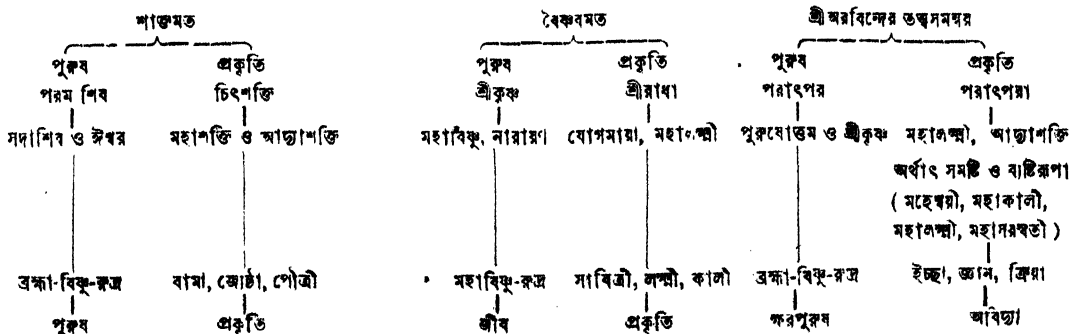 শাক্তমত বৈষ্ণবমত শ্রীঅরবিন্দের তত্ত্বসমন্বয়
পুরুষ প্রকৃতি পুরুষ প্রকৃতি পুরুষ প্রকৃতি
পরম শিব চিৎশক্তি শ্রীকৃষ্ণ শ্রীরাধা পরাৎপর পরাৎপরা
সদাশিব ও ঈশ্বর মহাশক্তি ও আদ্যাশক্তি মহাবিষ্ণু, নারায়ণ যোগমায়া, মহালক্ষ্মী পুরুষোত্তম ও শ্রীকৃষ্ণ মহালক্ষ্মী, আদ্যাশক্তি
অর্থাৎ সমষ্টি ও ব্যষ্টিরূপা
( মহেশ্বরী, মহাকালী,
মহালক্ষ্মী, মহাসরস্বতী )
ব্রহ্মা-বিষ্ণু-রুদ্র বামা, জ্যেষ্ঠা, পৌত্রী মহাবিষ্ণু-রুদ্র সাবিত্রী, লক্ষ্মী, কালী ব্রহ্মা-বিষ্ণু-রুদ্র ইচ্ছা, জ্ঞান, ক্রিয়া
পুরুষ প্রকৃতি জীব প্রকৃতি ক্ষরপুরুষ অবিদ্যা